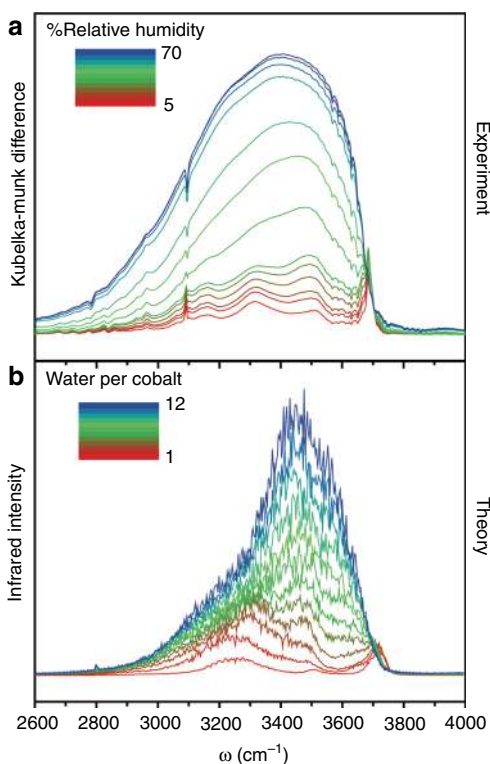 a
%Relative humidity
70
5
Kubelka-munk difference
Experiment
b
Water per cobalt
12
1
Infrared intensity
Theory
2600 2800 3000 3200 3400 3600 3800 4000
ω (cm⁻¹)